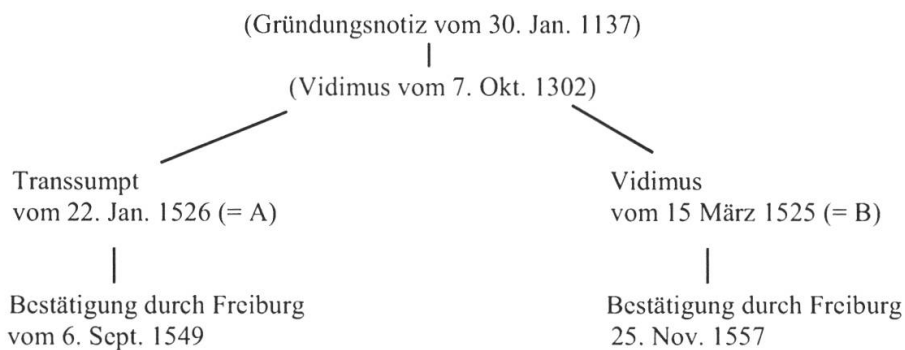 (Gründungsnotiz vom 30. Jan. 1137)
(Vidimus vom 7. Okt. 1302)
Transsumpt
vom 22. Jan. 1526 (= A)
Vidimus
vom 15 März 1525 (= B)
Bestätigung durch Freiburg
vom 6. Sept. 1549
Bestätigung durch Freiburg
25. Nov. 1557